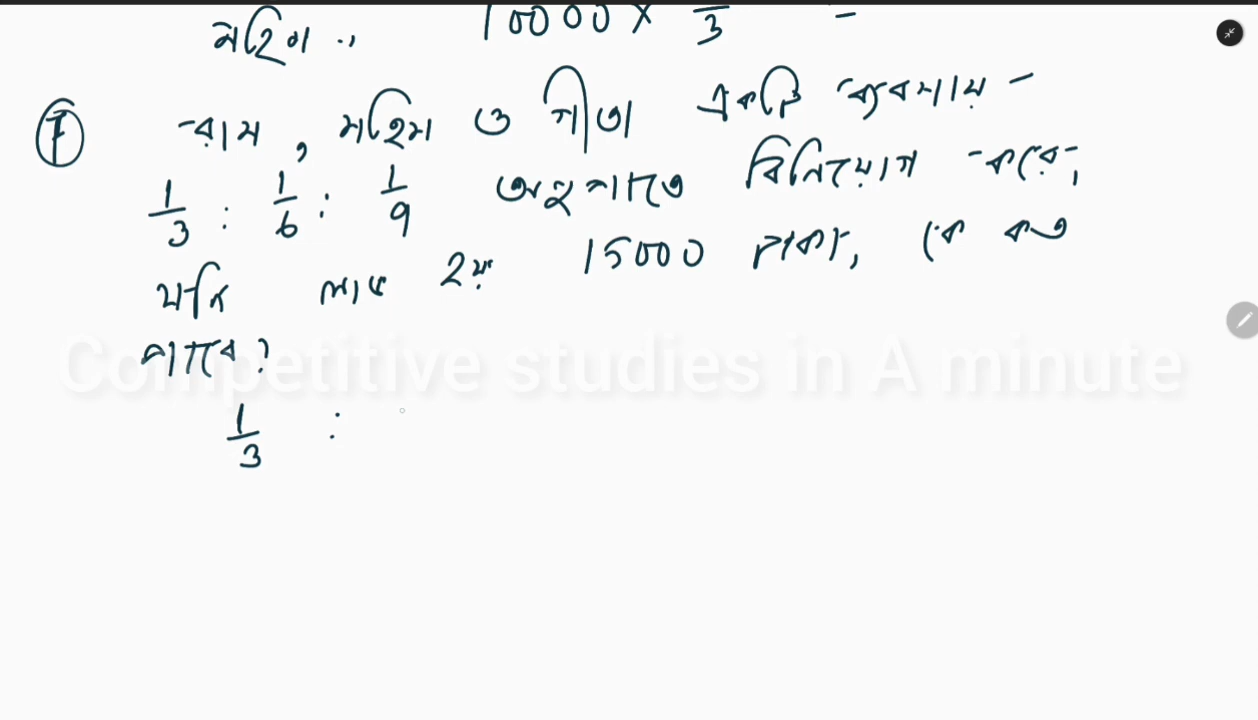 মহিমা .,   10000 × /3 =
(F) রাম , মহিমা ও গীতা একটি ব্যবসায়
1/3 : 1/6 : 1/9 অনুপাতে বিনিয়োগ করে,
যদি লাভ হয় 15000 টাকা, কে কত
পাবে?
Competitive studies in A minute
1/3 :